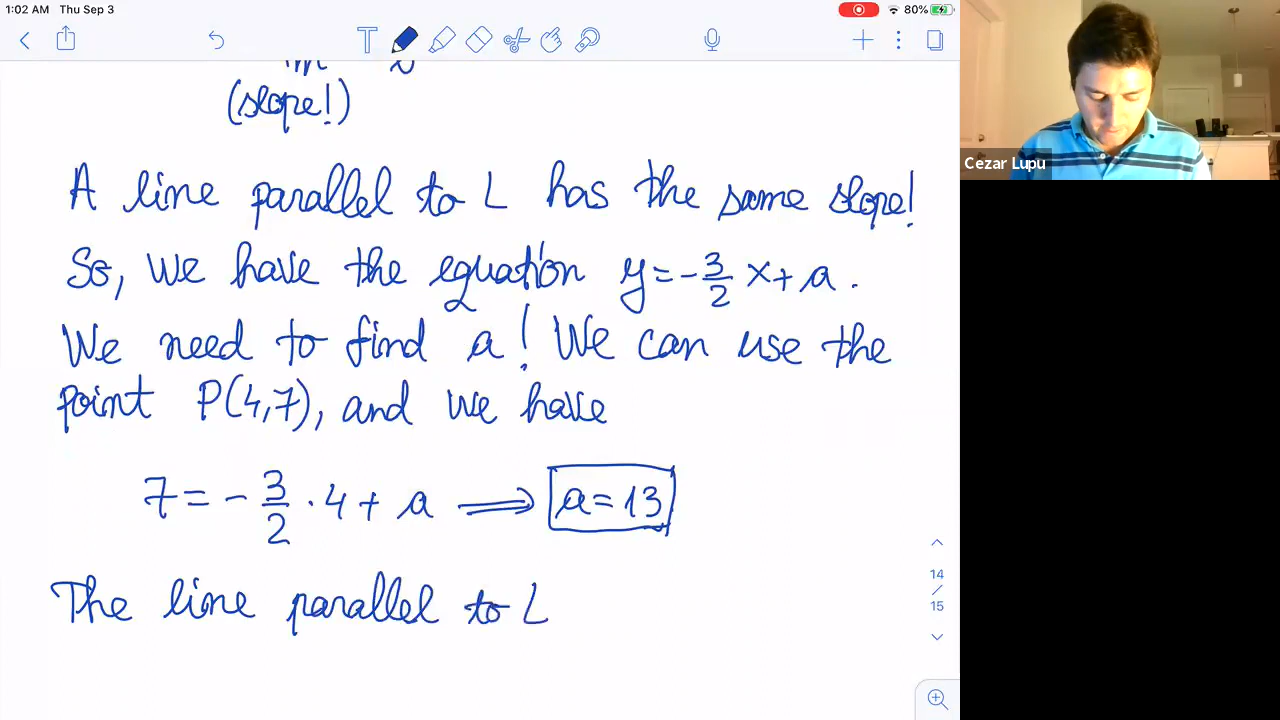 1:02 AM Thu Sep 3
80%
(slope!)
A line parallel to L has the same slope!
So, we have the equation y = -3/2 x + a .
We need to find a! We can use the
point P(4,7), and we have
7 = -3/2 · 4 + a ⟹ a = 13
The line parallel to L
14
/
15
Cezar Lupu